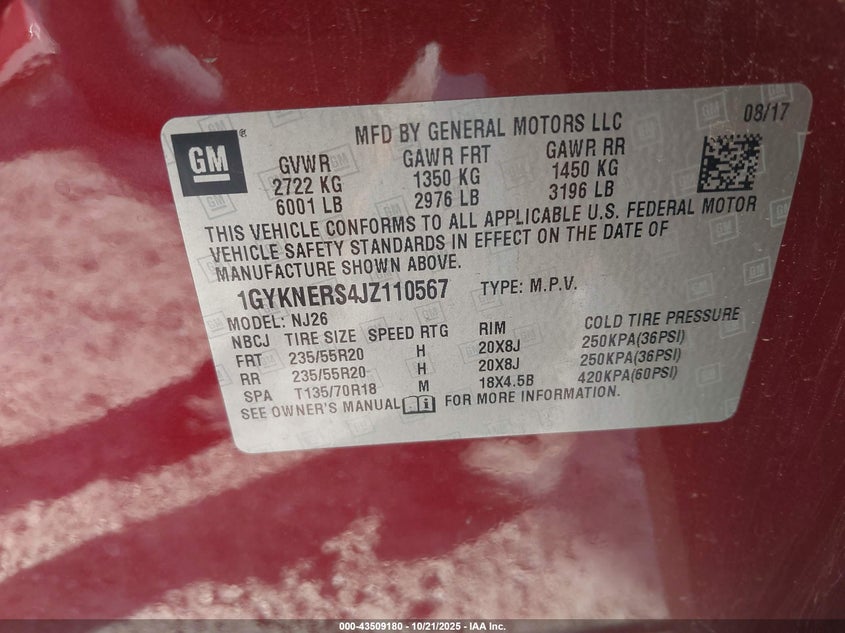 GM ®
MFD BY GENERAL MOTORS LLC
08/17
GVWR GAWR FRT GAWR RR
2722 KG 1350 KG 1450 KG
6001 LB 2976 LB 3196 LB
THIS VEHICLE CONFORMS TO ALL APPLICABLE U.S. FEDERAL MOTOR
VEHICLE SAFETY STANDARDS IN EFFECT ON THE DATE OF
MANUFACTURE SHOWN ABOVE.
1GYKNERS4JZ110567 TYPE: M.P.V.
MODEL: NJ26
NBCJ TIRE SIZE SPEED RTG RIM COLD TIRE PRESSURE
FRT 235/55R20 H 20X8J 250KPA(36PSI)
RR 235/55R20 H 20X8J 250KPA(36PSI)
SPA T135/70R18 M 18X4.5B 420KPA(60PSI)
SEE OWNER'S MANUAL FOR MORE INFORMATION.
000-43509180 - 10/21/2025 - IAA Inc.